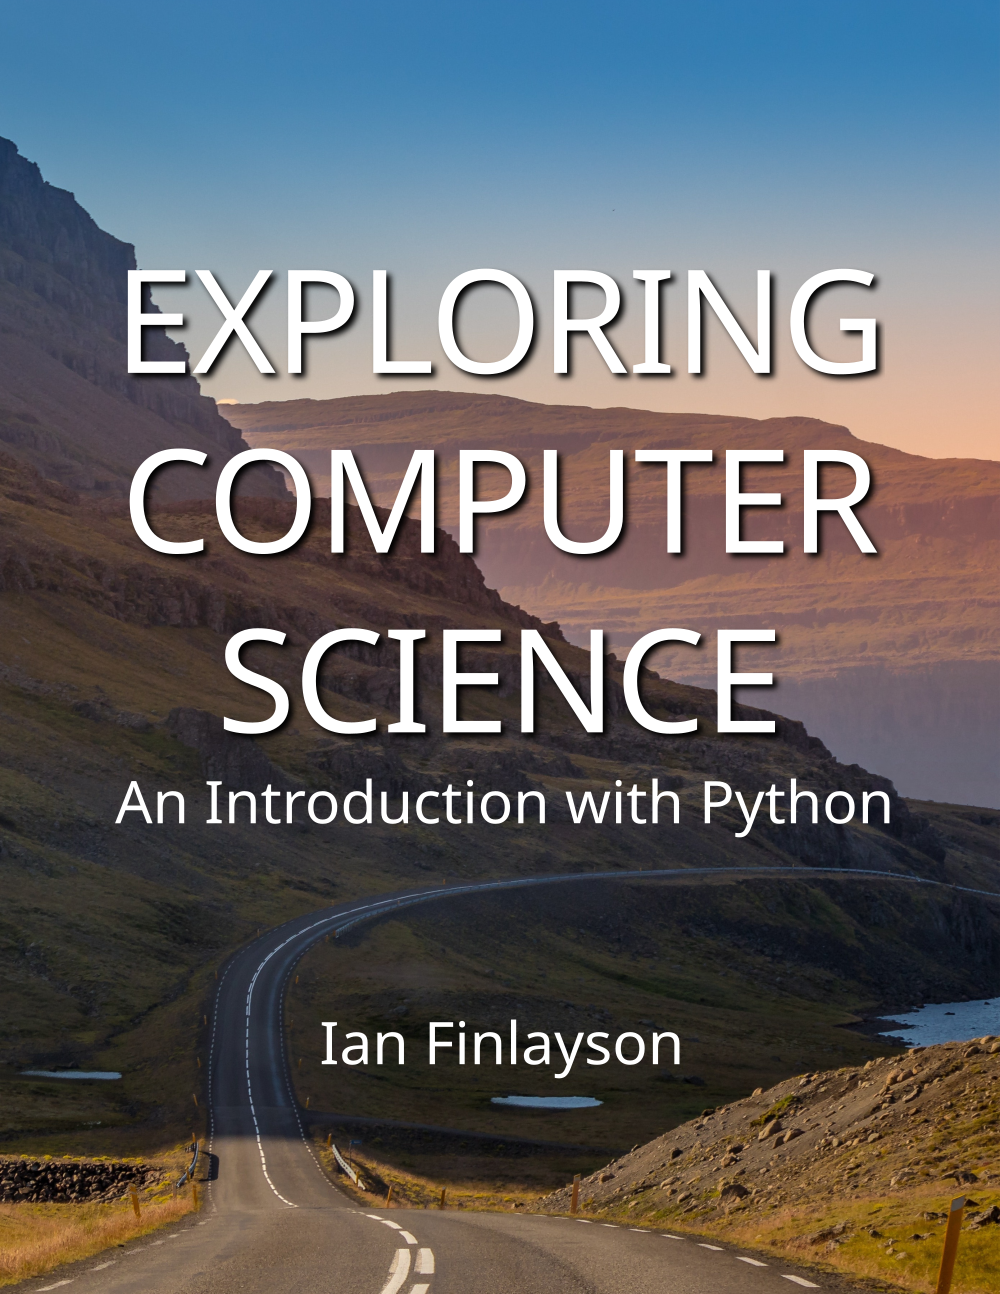 EXPLORING
COMPUTER
SCIENCE
An Introduction with Python
Ian Finlayson